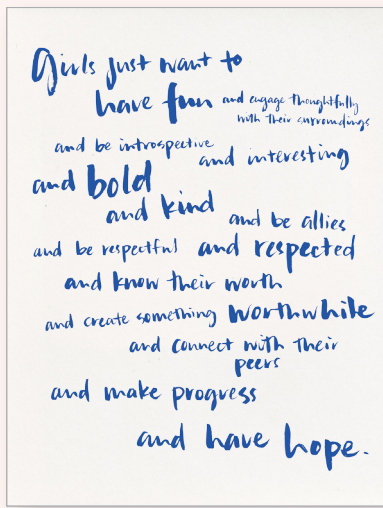 Girls just want to
have fun and engage thoughtfully
with their surroundings
and be introspective
and interesting
and bold
and kind
and be allies
and be respectful and respected
and know their worth
and create something worthwhile
and connect with their
peers
and make progress
and have hope.